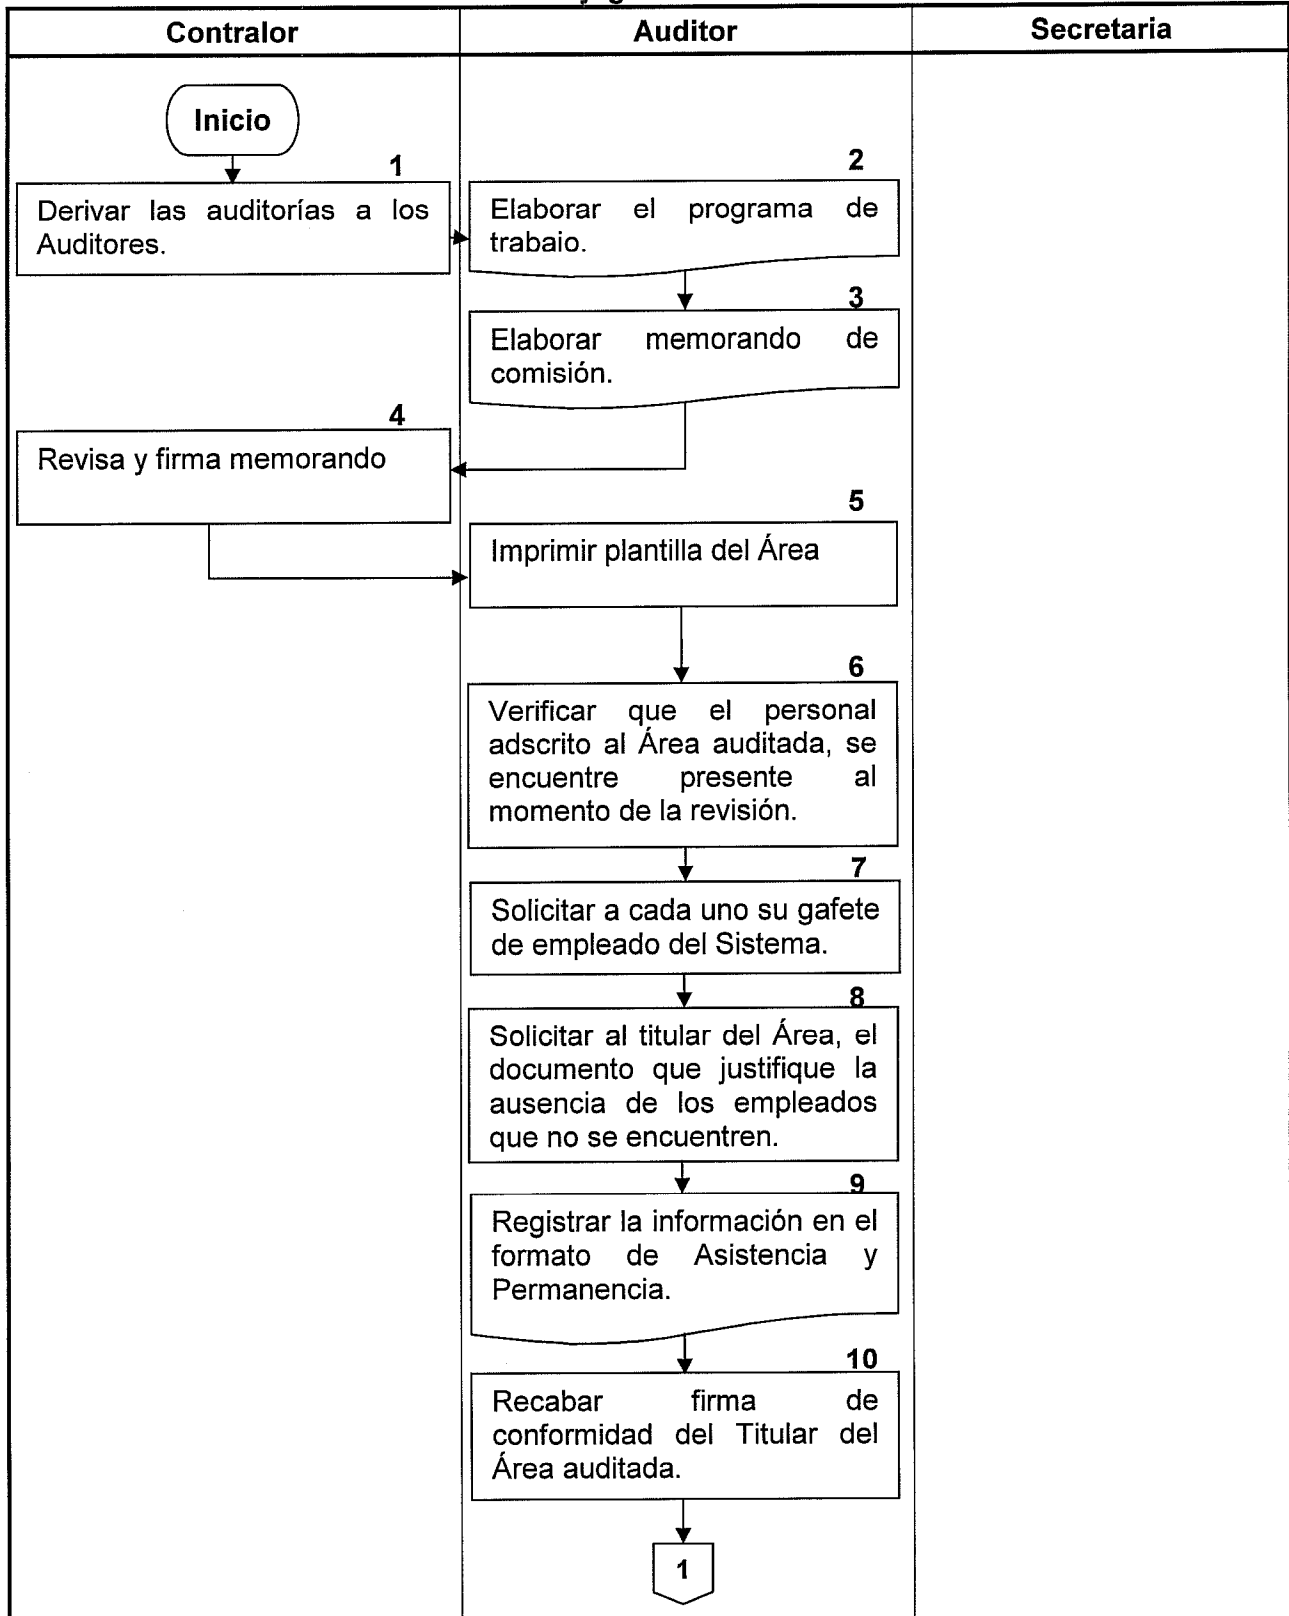 Contralor
Auditor
Secretaria
Inicio
1
Derivar las auditorías a los
Auditores.
2
Elaborar el programa de
trabaio.
3
Elaborar memorando de
comisión.
4
Revisa y firma memorando
5
Imprimir plantilla del Área
6
Verificar que el personal
adscrito al Área auditada, se
encuentre presente al
momento de la revisión.
7
Solicitar a cada uno su gafete
de empleado del Sistema.
8
Solicitar al titular del Área, el
documento que justifique la
ausencia de los empleados
que no se encuentren.
9
Registrar la información en el
formato de Asistencia y
Permanencia.
10
Recabar firma de
conformidad del Titular del
Área auditada.
1